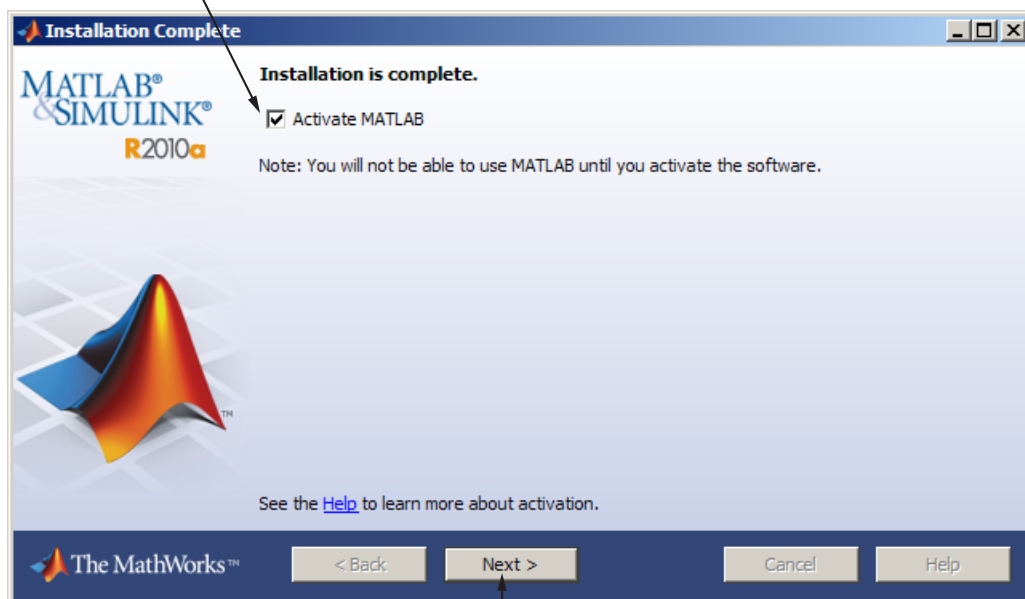 Installation Complete
MATLAB®
&SIMULINK®
R2010a
Installation is complete.
Activate MATLAB
Note: You will not be able to use MATLAB until you activate the software.
TM
See the Help to learn more about activation.
The MathWorks™
< Back
Next >
Cancel
Help